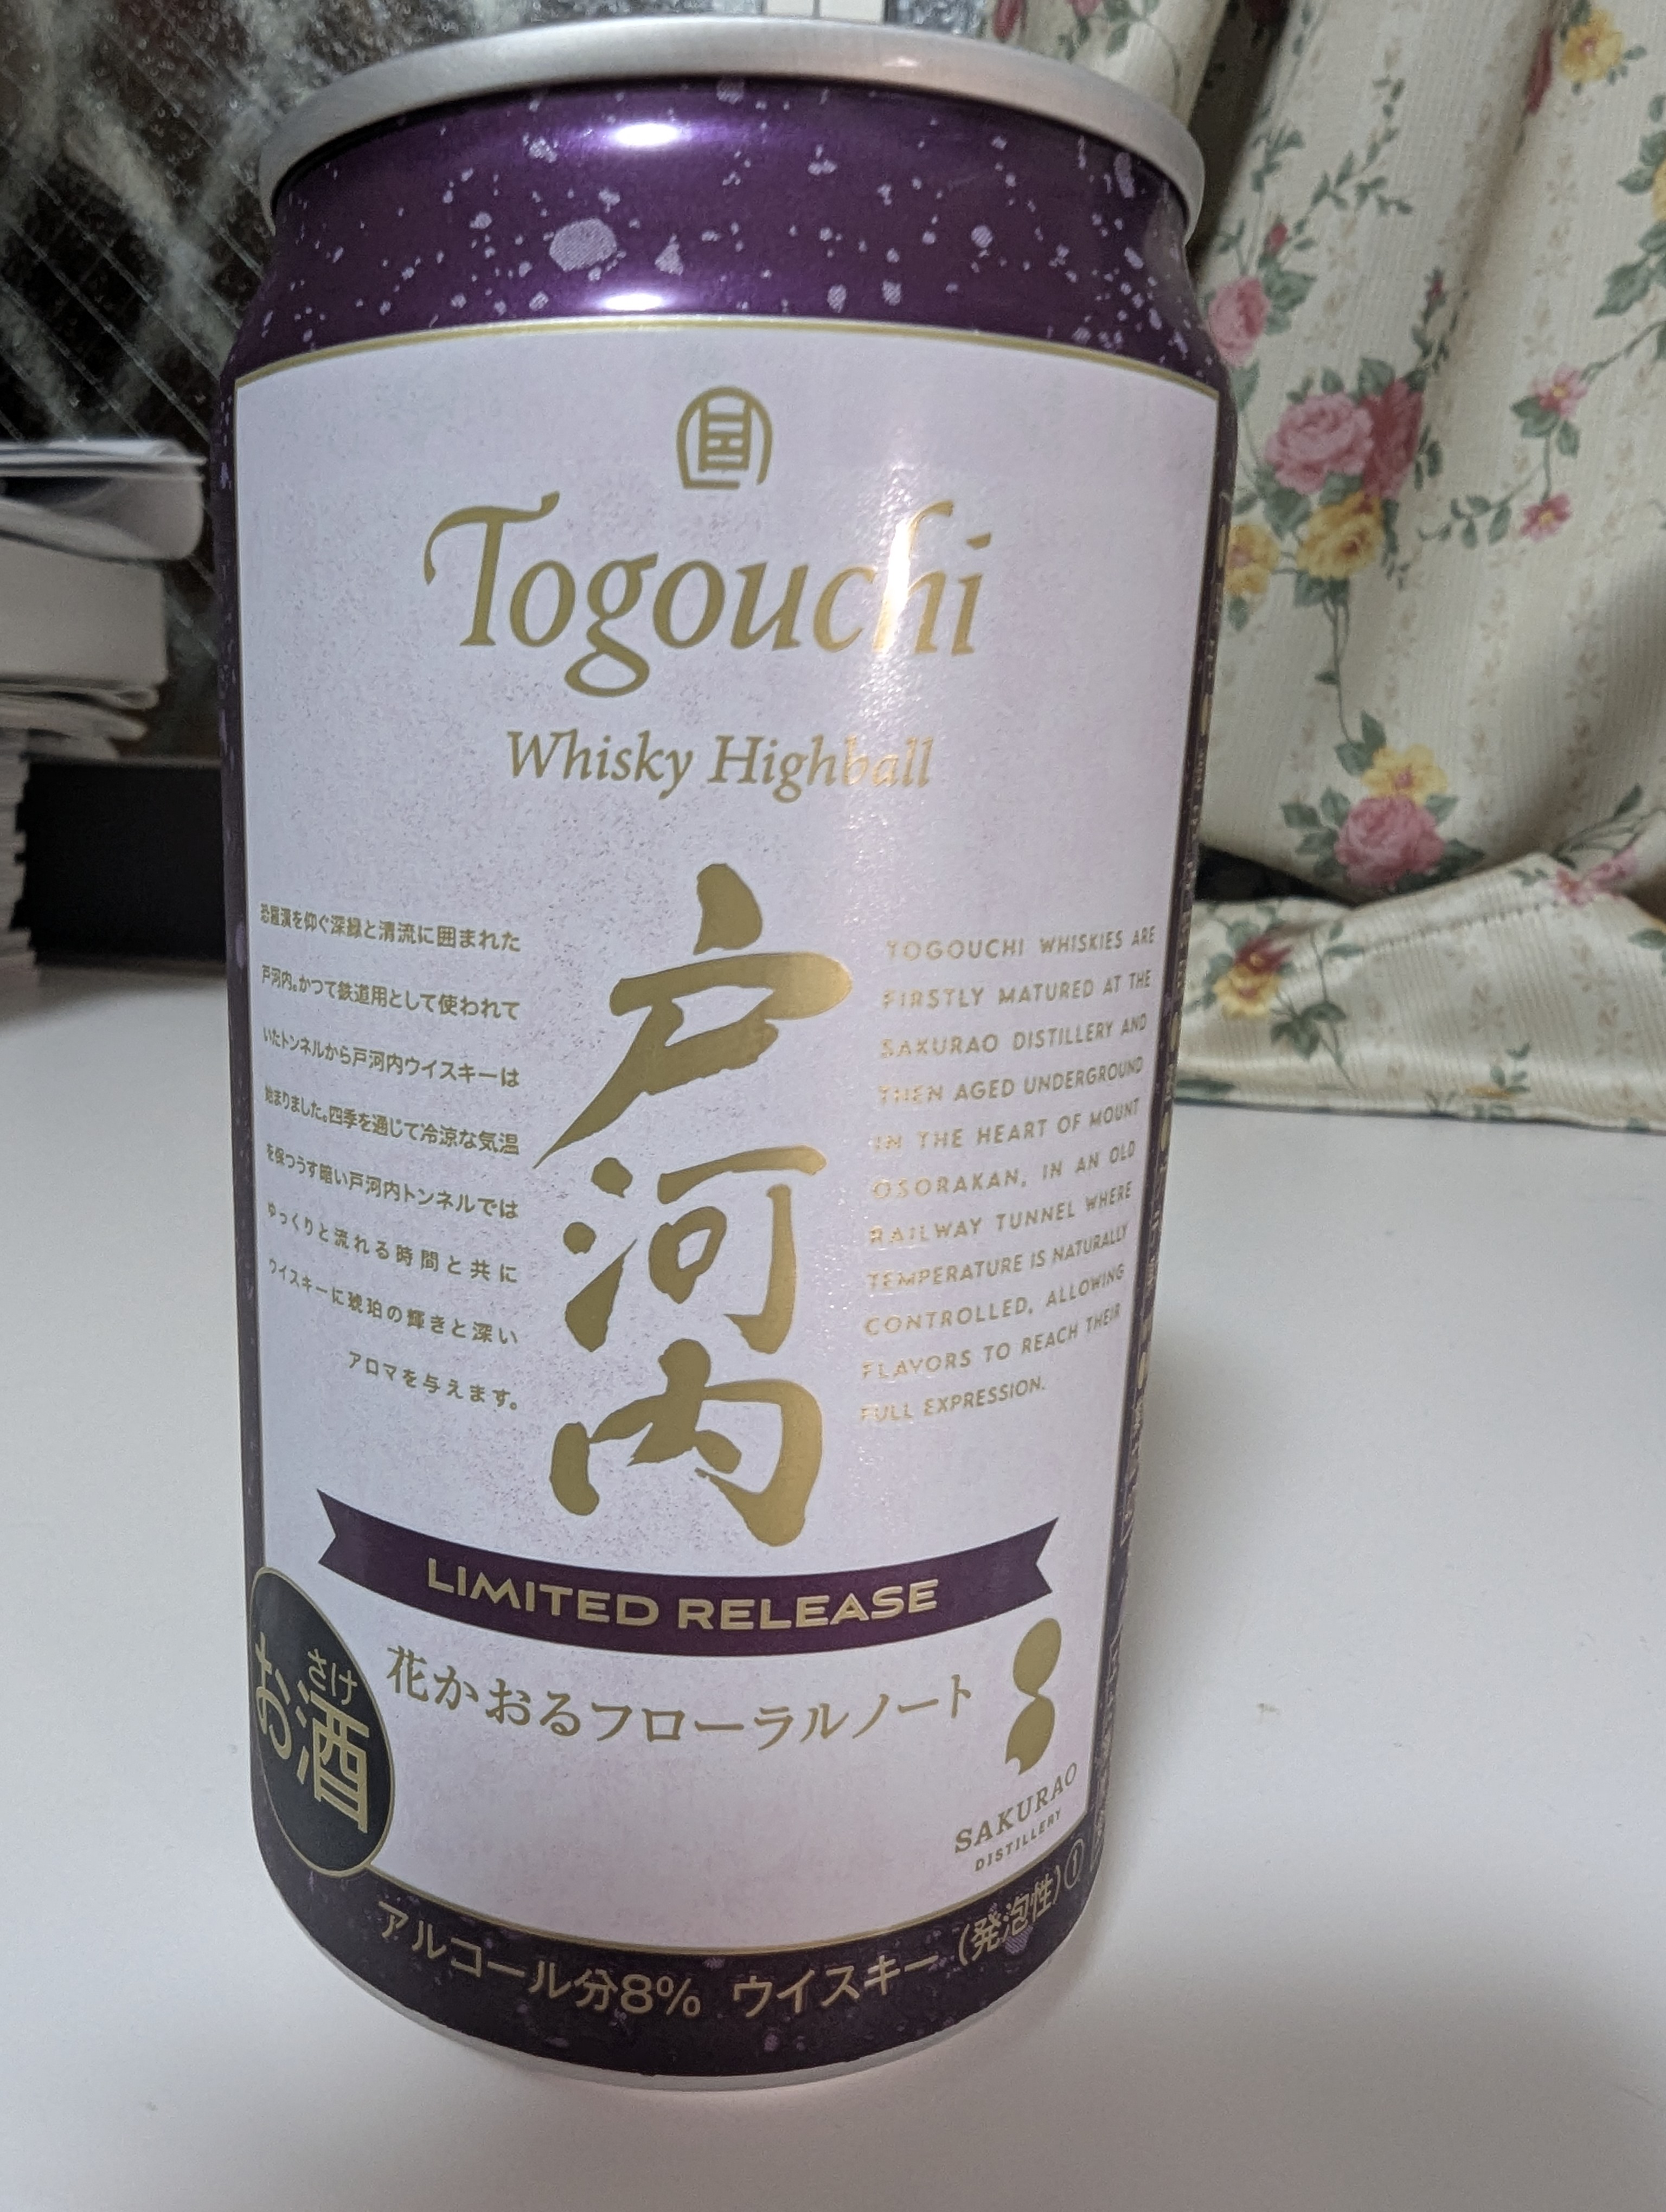 Togouchi
Whisky Highball
戸河内
恐羅漢を仰ぐ深緑と清流に囲まれた
戸河内。かつて鉄道用として使われて
いたトンネルから戸河内ウイスキーは
始まりました。四季を通じて冷涼な気温
を保つうす暗い戸河内トンネルでは
ゆっくりと流れる時間と共に
ウイスキーに琥珀の輝きと深い
アロマを与えます。
TOGOUCHI WHISKIES ARE
FIRSTLY MATURED AT THE
SAKURAO DISTILLERY AND
THEN AGED UNDERGROUND
IN THE HEART OF MOUNT
OSORAKAN, IN AN OLD
RAILWAY TUNNEL WHERE
TEMPERATURE IS NATURALLY
CONTROLLED, ALLOWING
FLAVORS TO REACH THEIR
FULL EXPRESSION.
LIMITED RELEASE
花かおるフローラルノート
さけ
お酒
SAKURAO
DISTILLERY
アルコール分8% ウイスキー(発泡性)①